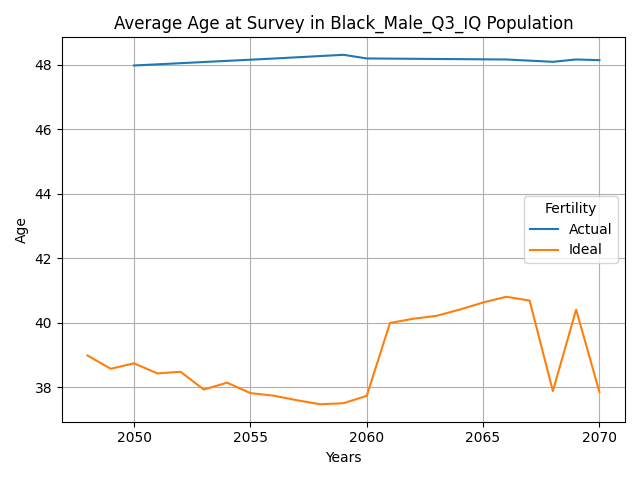 Average Age at Survey in Black_Male_Q3_IQ Population
Age
48
46
44
42
40
38
Fertility
Actual
Ideal
2050 2055 2060 2065 2070
Years